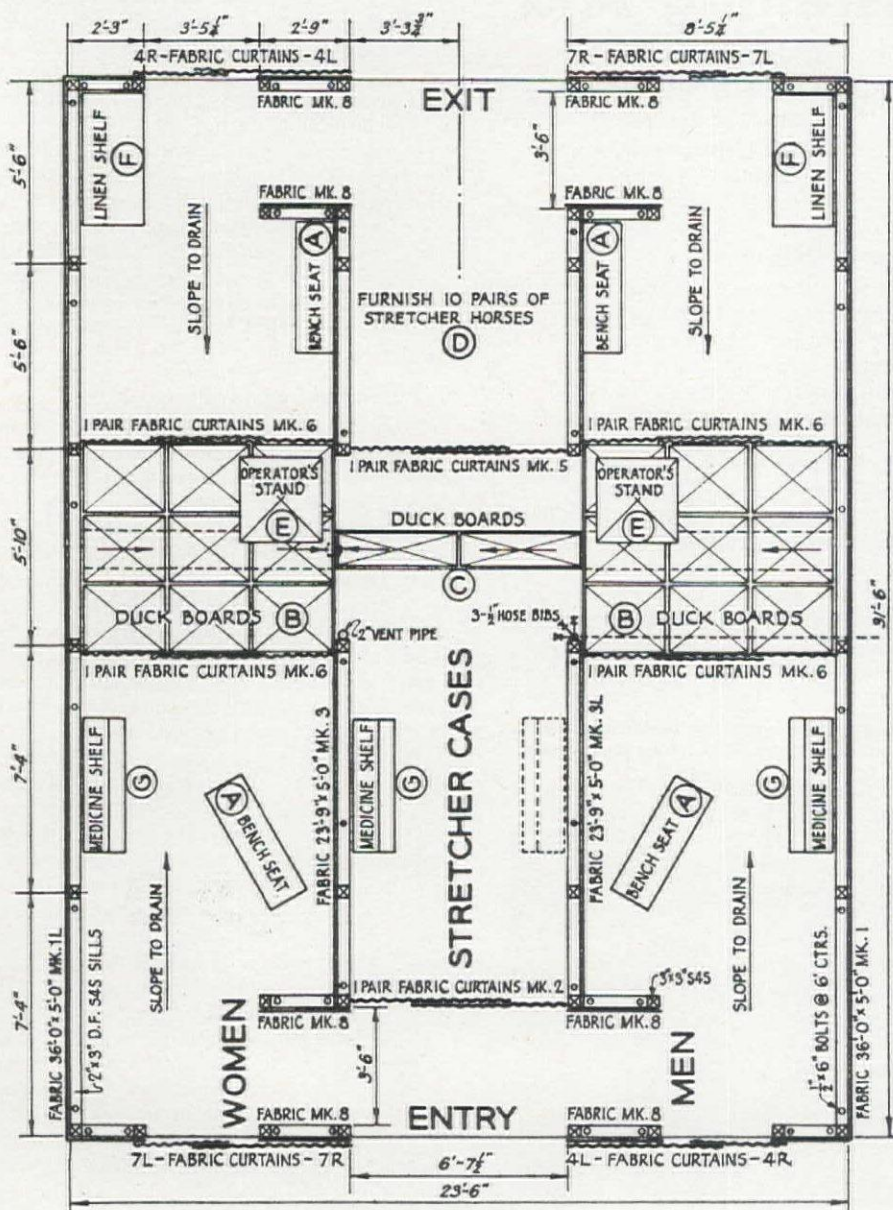 2'-3"
3'-5¼"
2'-9"
3'-3¾"
8'-5¼"
4R-FABRIC CURTAINS-4L
7R-FABRIC CURTAINS-7L
FABRIC MK. 8
EXIT
FABRIC MK. 8
LINEN SHELF
F
3'-6"
LINEN SHELF
F
5'-6"
FABRIC MK. 8
FABRIC MK. 8
SLOPE TO DRAIN
BENCH SEAT
A
BENCH SEAT
A
SLOPE TO DRAIN
FURNISH 10 PAIRS OF
STRETCHER HORSES
D
5'-6"
1 PAIR FABRIC CURTAINS MK. 6
1 PAIR FABRIC CURTAINS MK. 6
1 PAIR FABRIC CURTAINS MK. 5
OPERATOR'S
STAND
E
OPERATOR'S
STAND
E
DUCK BOARDS
5'-10"
C
DUCK BOARDS
B
2" VENT PIPE
3-½" HOSE BIBS
B
DUCK BOARDS
31'-6"
1 PAIR FABRIC CURTAINS MK. 6
1 PAIR FABRIC CURTAINS MK. 6
7'-4"
MEDICINE SHELF
G
A
BENCH SEAT
FABRIC 23'-9" x 5'-0" MK. 3
MEDICINE SHELF
G
STRETCHER CASES
FABRIC 23'-9" x 5'-0" MK. 3L
BENCH SEAT
A
G
MEDICINE SHELF
SLOPE TO DRAIN
SLOPE TO DRAIN
1 PAIR FABRIC CURTAINS MK. 2
3"x3" S4S
7'-4"
FABRIC 36'-0" x 5'-0" MK. 1L
2"x3" D.F. S4S SILLS
WOMEN
FABRIC MK. 8
FABRIC MK. 8
MEN
½"x6" BOLTS @ 6' CTRS.
FABRIC 36'-0" x 5'-0" MK. 1
3'-6"
FABRIC MK. 8
ENTRY
FABRIC MK. 8
7L-FABRIC CURTAINS-7R
4L-FABRIC CURTAINS-4R
6'-7½"
23'-6"